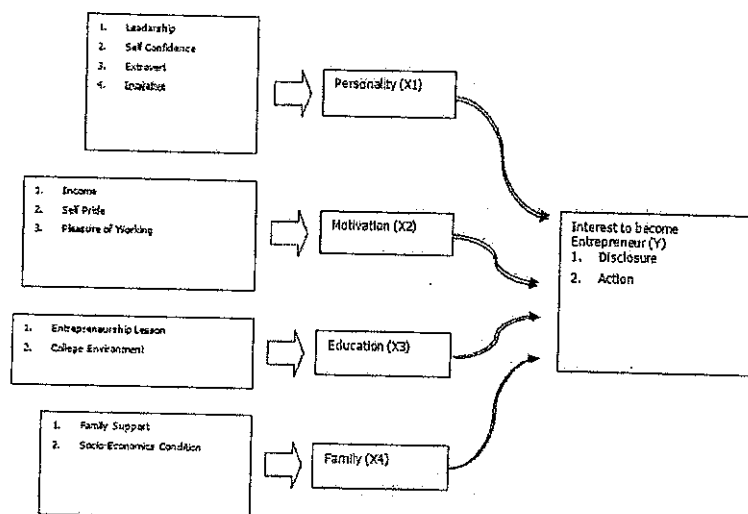 1. Leadership
2. Self Confidence
3. Extrovert
4.
Personality (X1)
1. Income
2. Self Pride
3. Pleasure of Working
Motivation (X2)
Interest to become
Entrepreneur (Y)
1. Disclosure
2. Action
1. Entrepreneurship Lesson
2. College Environment
Education (X3)
1. Family Support
2. Socio-Economics Condition
Family (X4)